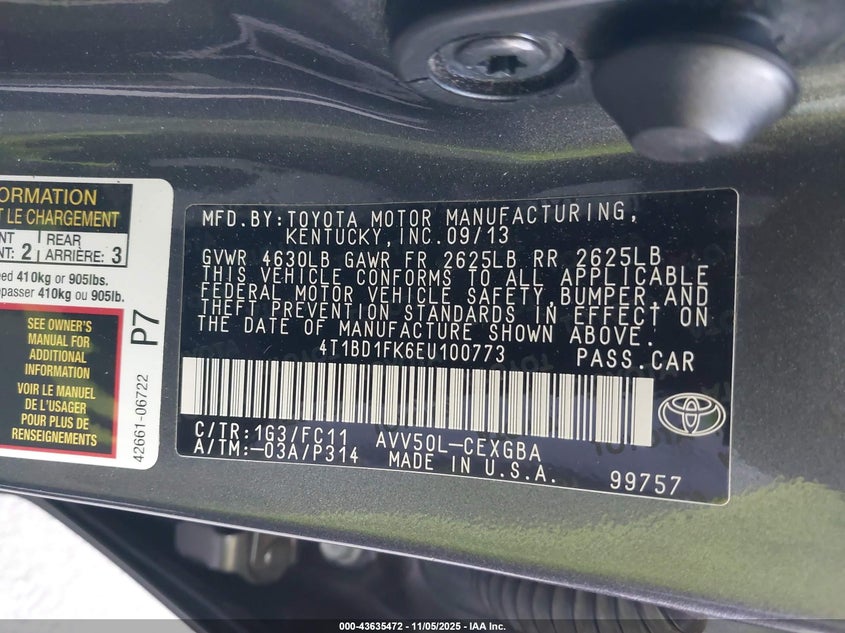 ORMATION
T LE CHARGEMENT
NT REAR
NT: 2 ARRIÈRE: 3
eed 410kg or 905lbs.
epasser 410kg ou 905lb.
SEE OWNER'S
MANUAL FOR
ADDITIONAL
INFORMATION
VOIR LE MANUEL
DE L'USAGER
POUR PLUS DE
RENSEIGNEMENTS
P7
42661-06722
MFD.BY: TOYOTA MOTOR MANUFACTURING,
KENTUCKY, INC. 09/13
GVWR 4630LB GAWR FR 2625LB RR 2625LB
THIS VEHICLE CONFORMS TO ALL APPLICABLE
FEDERAL MOTOR VEHICLE SAFETY, BUMPER, AND
THEFT PREVENTION STANDARDS IN EFFECT ON
THE DATE OF MANUFACTURE SHOWN ABOVE.
4T1BD1FK6EU100773 PASS.CAR
C/TR: 1G3/FC11 AVV50L-CEXGBA
A/TM:-03A/P314 MADE IN U.S.A.
99757
000-43635472 - 11/05/2025 - IAA Inc.